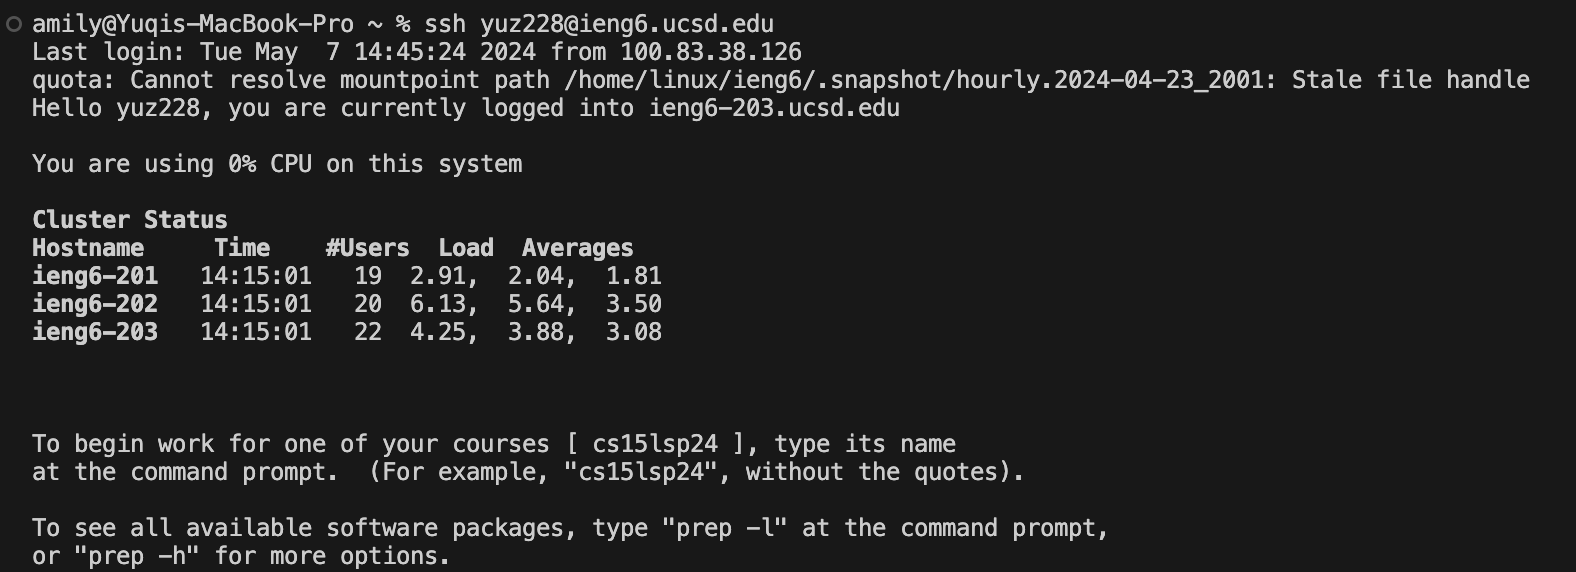 amily@Yuqis-MacBook-Pro ~ % ssh yuz228@ieng6.ucsd.edu
Last login: Tue May  7 14:45:24 2024 from 100.83.38.126
quota: Cannot resolve mountpoint path /home/linux/ieng6/.snapshot/hourly.2024-04-23_2001: Stale file handle
Hello yuz228, you are currently logged into ieng6-203.ucsd.edu
You are using 0% CPU on this system
Cluster Status
Hostname     Time    #Users  Load  Averages
ieng6-201   14:15:01   19  2.91,  2.04,  1.81
ieng6-202   14:15:01   20  6.13,  5.64,  3.50
ieng6-203   14:15:01   22  4.25,  3.88,  3.08
To begin work for one of your courses [ cs15lsp24 ], type its name
at the command prompt.  (For example, "cs15lsp24", without the quotes).
To see all available software packages, type "prep -l" at the command prompt,
or "prep -h" for more options.